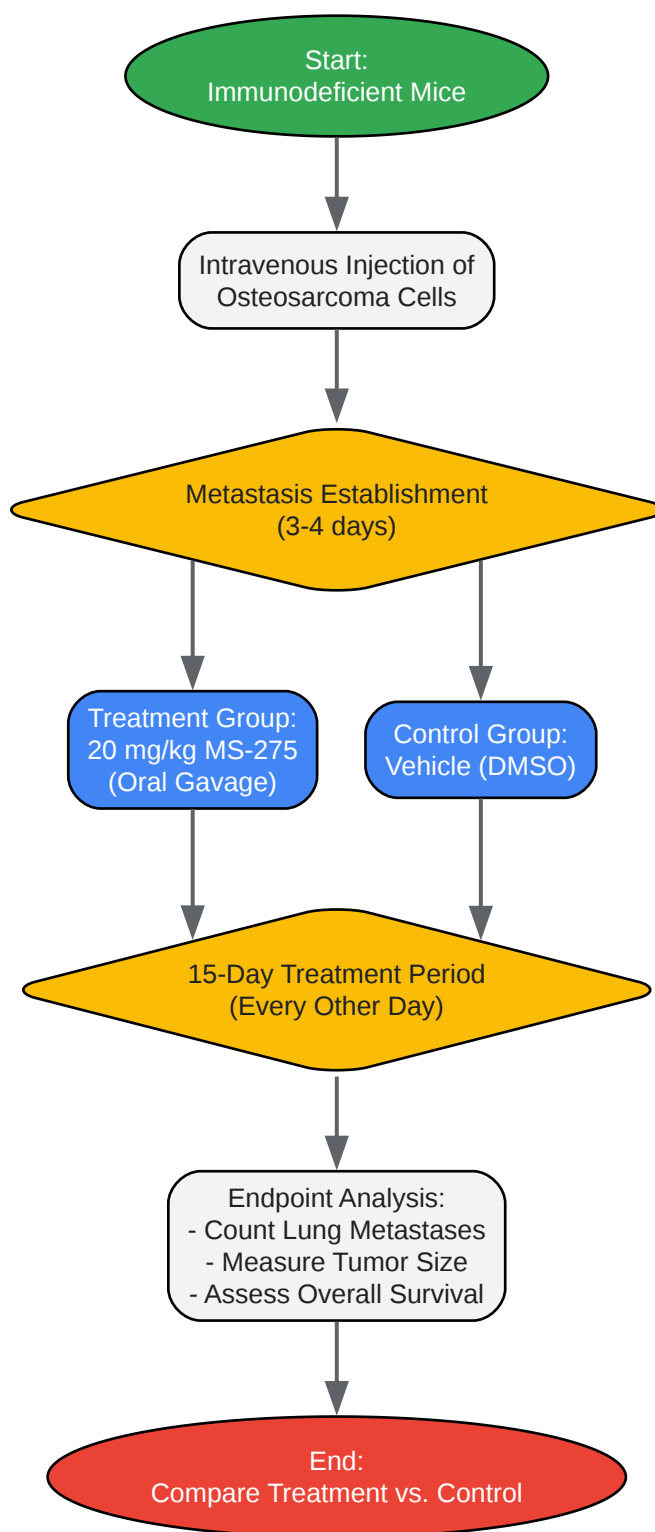 Start:
Immunodeficient Mice
Intravenous Injection of
Osteosarcoma Cells
Metastasis Establishment
(3-4 days)
Treatment Group:
20 mg/kg MS-275
(Oral Gavage)
Control Group:
Vehicle (DMSO)
15-Day Treatment Period
(Every Other Day)
Endpoint Analysis:
- Count Lung Metastases
- Measure Tumor Size
- Assess Overall Survival
End:
Compare Treatment vs. Control